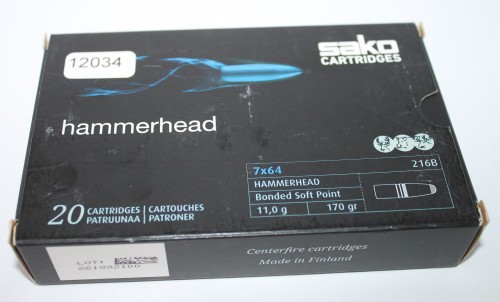 12034
sako
CARTRIDGES
hammerhead
7x64 216B
HAMMERHEAD
Bonded Soft Point
11,0 g 170 gr
20 CARTRIDGES | CARTOUCHES
PATRUUNAA | PATRONER
Centerfire cartridges
Made in Finland
LOT: